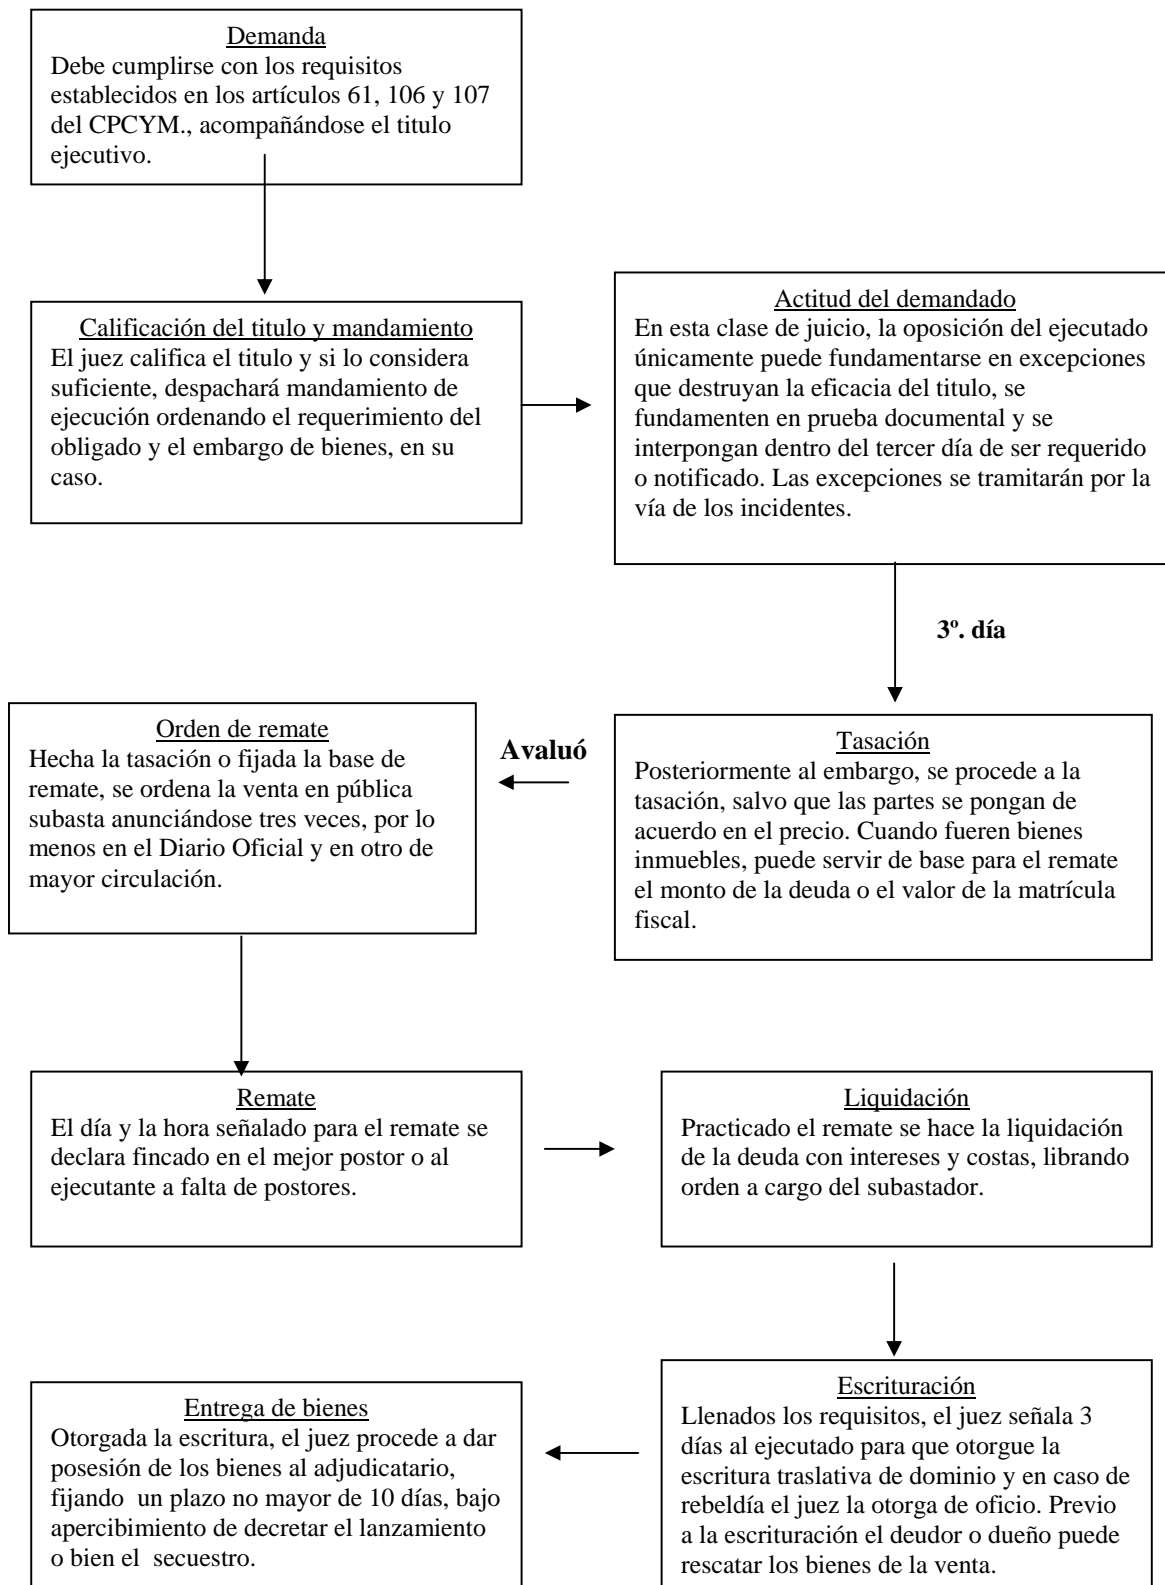 Demanda
Debe cumplirse con los requisitos
establecidos en los artículos 61, 106 y 107
del CPCYM., acompañándose el titulo
ejecutivo.
Calificación del titulo y mandamiento
El juez califica el titulo y si lo considera
suficiente, despachará mandamiento de
ejecución ordenando el requerimiento del
obligado y el embargo de bienes, en su
caso.
Actitud del demandado
En esta clase de juicio, la oposición del ejecutado
únicamente puede fundamentarse en excepciones
que destruyan la eficacia del titulo, se
fundamenten en prueba documental y se
interpongan dentro del tercer día de ser requerido
o notificado. Las excepciones se tramitarán por la
vía de los incidentes.
3º. día
Tasación
Posteriormente al embargo, se procede a la
tasación, salvo que las partes se pongan de
acuerdo en el precio. Cuando fueren bienes
inmuebles, puede servir de base para el remate
el monto de la deuda o el valor de la matrícula
fiscal.
Avaluó
Orden de remate
Hecha la tasación o fijada la base de
remate, se ordena la venta en pública
subasta anunciándose tres veces, por lo
menos en el Diario Oficial y en otro de
mayor circulación.
Remate
El día y la hora señalado para el remate se
declara fincado en el mejor postor o al
ejecutante a falta de postores.
Liquidación
Practicado el remate se hace la liquidación
de la deuda con intereses y costas, librando
orden a cargo del subastador.
Escrituración
Llenados los requisitos, el juez señala 3
días al ejecutado para que otorgue la
escritura traslativa de dominio y en caso de
rebeldía el juez la otorga de oficio. Previo
a la escrituración el deudor o dueño puede
rescatar los bienes de la venta.
Entrega de bienes
Otorgada la escritura, el juez procede a dar
posesión de los bienes al adjudicatario,
fijando un plazo no mayor de 10 días, bajo
apercibimiento de decretar el lanzamiento
o bien el secuestro.